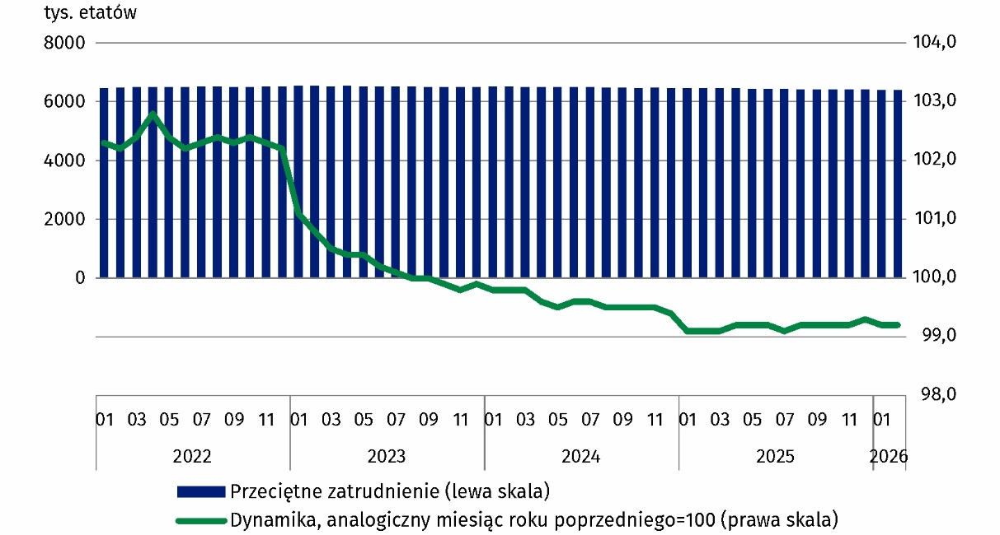 tys. etatów
8000 104,0
6000 103,0
4000 102,0
2000 101,0
0 100,0
99,0
98,0
01 03 05 07 09 11 01 03 05 07 09 11 01 03 05 07 09 11 01 03 05 07 09 11 01
2022 2023 2024 2025 2026
Przeciętne zatrudnienie (lewa skala)
Dynamika, analogiczny miesiąc roku poprzedniego=100 (prawa skala)